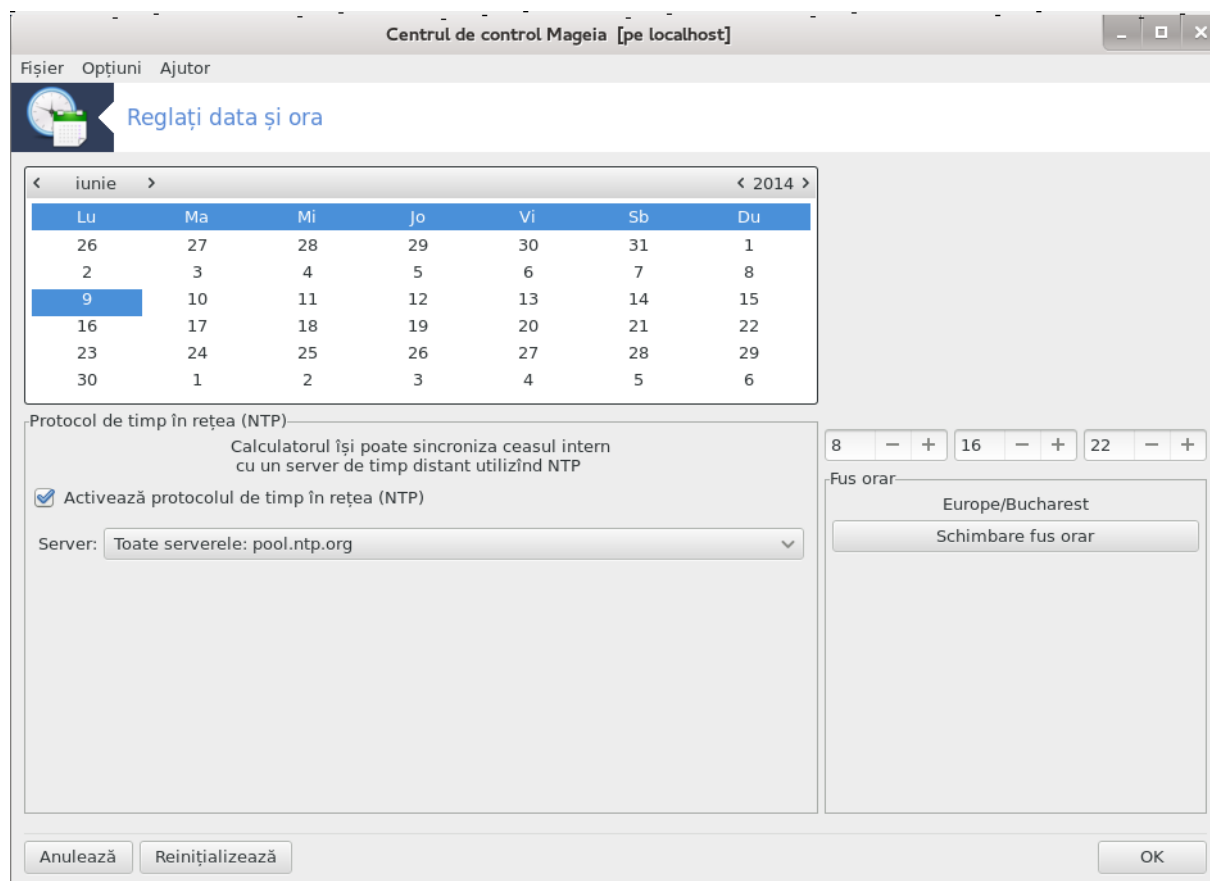 Centrul de control Mageia [pe localhost]
Fișier Opțiuni Ajutor
Reglați data și ora
iunie 2014
Lu Ma Mi Jo Vi Sb Du
26 27 28 29 30 31 1
2 3 4 5 6 7 8
9 10 11 12 13 14 15
16 17 18 19 20 21 22
23 24 25 26 27 28 29
30 1 2 3 4 5 6
Protocol de timp în rețea (NTP)
Calculatorul își poate sincroniza ceasul intern
cu un server de timp distant utilizînd NTP
Activează protocolul de timp în rețea (NTP)
Server: Toate serverele: pool.ntp.org
8 − + 16 − + 22 − +
Fus orar
Europe/Bucharest
Schimbare fus orar
Anulează Reinițializează OK